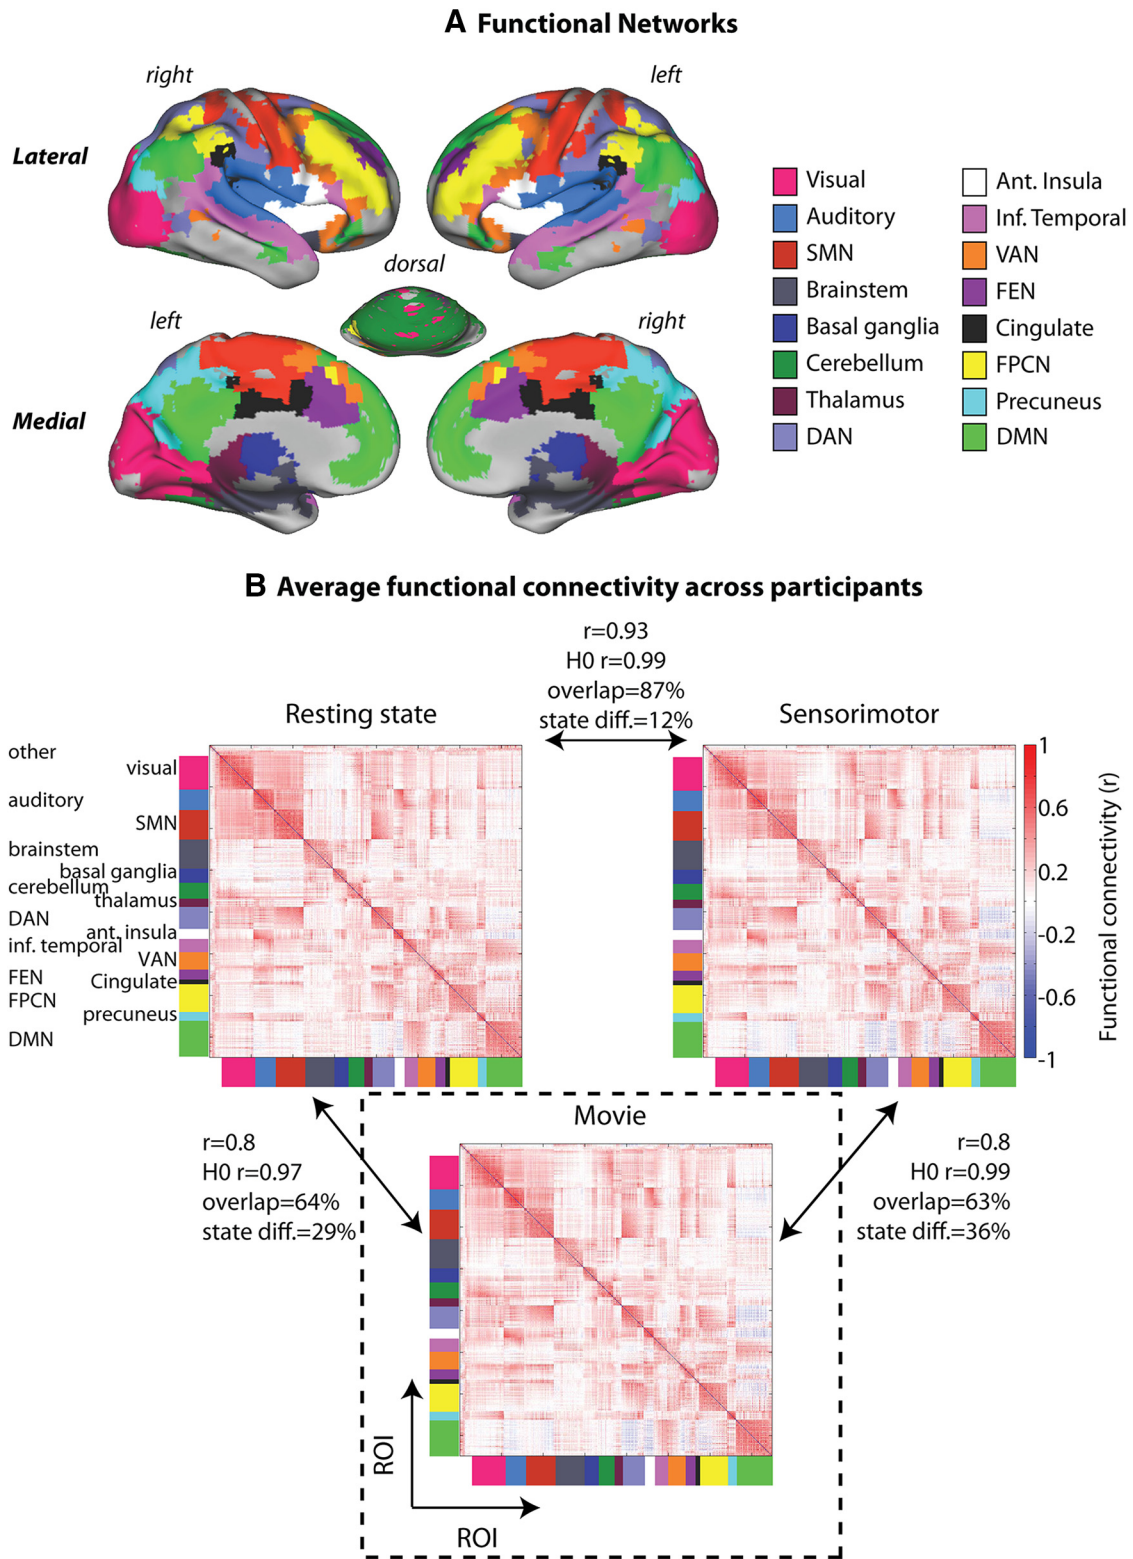 A Functional Networks
right
left
Lateral
dorsal
left
right
Medial
Visual
Auditory
SMN
Brainstem
Basal ganglia
Cerebellum
Thalamus
DAN
Ant. Insula
Inf. Temporal
VAN
FEN
Cingulate
FPCN
Precuneus
DMN
B Average functional connectivity across participants
r=0.93
H0 r=0.99
overlap=87%
state diff.=12%
Resting state
Sensorimotor
other
visual
auditory
SMN
brainstem
basal ganglia
cerebellum
thalamus
DAN
ant. insula
inf. temporal
VAN
FEN
Cingulate
FPCN
precuneus
DMN
1
0.6
0.2
-0.2
-0.6
-1
Functional connectivity (r)
Movie
r=0.8
H0 r=0.97
overlap=64%
state diff.=29%
r=0.8
H0 r=0.99
overlap=63%
state diff.=36%
ROI
ROI